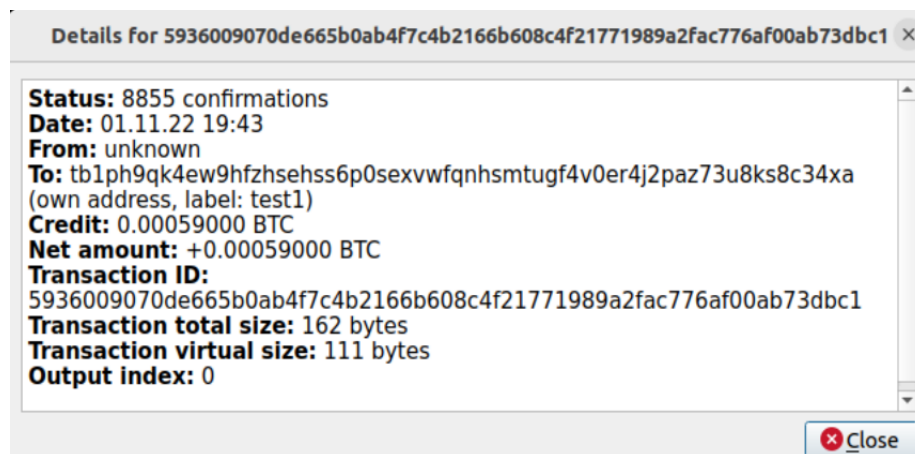 Details for 5936009070de665b0ab4f7c4b2166b608c4f21771989a2fac776af00ab73dbc1
Status: 8855 confirmations
Date: 01.11.22 19:43
From: unknown
To: tb1ph9qk4ew9hfzhsehss6p0sexvwfqnhsmtugf4v0er4j2paz73u8ks8c34xa
(own address, label: test1)
Credit: 0.00059000 BTC
Net amount: +0.00059000 BTC
Transaction ID:
5936009070de665b0ab4f7c4b2166b608c4f21771989a2fac776af00ab73dbc1
Transaction total size: 162 bytes
Transaction virtual size: 111 bytes
Output index: 0
Close